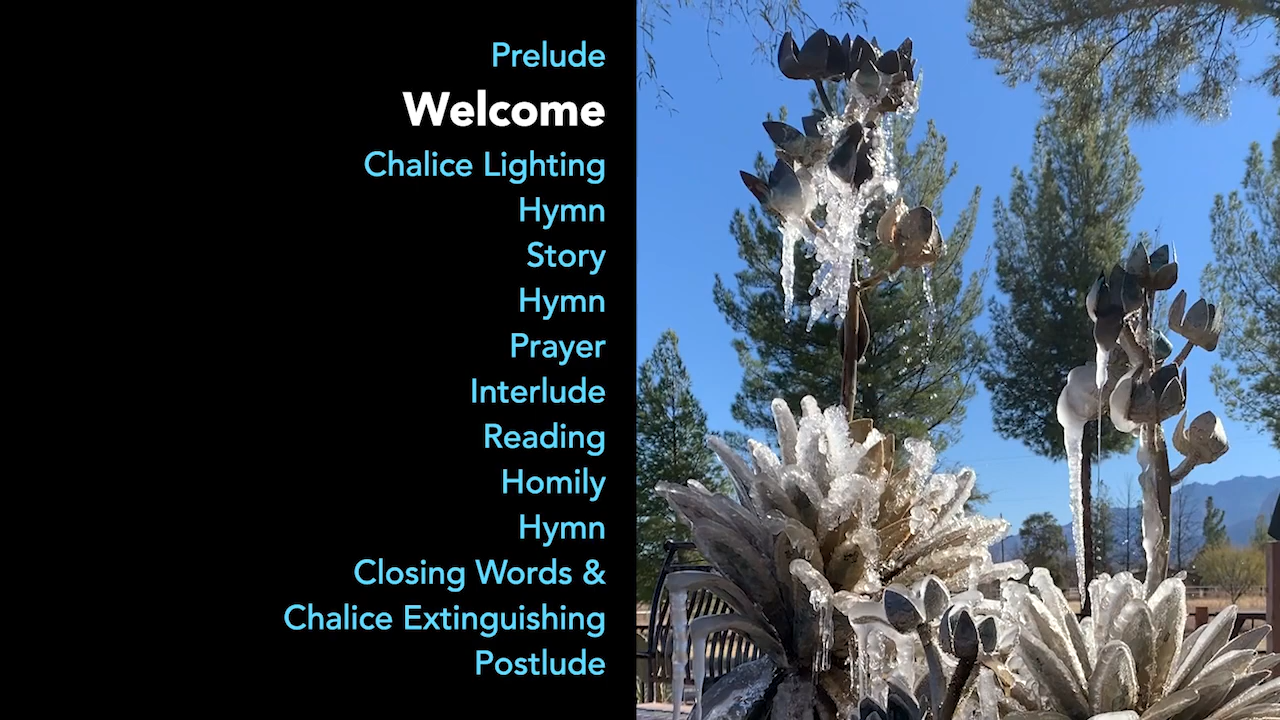 Prelude
Welcome
Chalice Lighting
Hymn
Story
Hymn
Prayer
Interlude
Reading
Homily
Hymn
Closing Words &
Chalice Extinguishing
Postlude